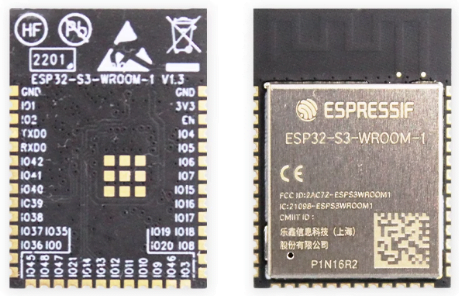 HF
Pb
2201
ESP32-S3-WROOM-1 V1.3
GND GND
IO1 3V3
IO2 EN
TXD0 IO4
RXD0 IO5
IO42 IO6
IO41 IO7
IO40 IO15
IO39 IO16
IO38 IO17
IO37 IO35 IO19 IO18
IO36 IO0 IO20 IO8
IO45 IO48 IO47 IO21 IO14 IO13 IO12 IO11 IO10 IO9 IO46 IO3
ESPRESSIF
ESP32-S3-WROOM-1
CE
FCC ID:2AC7Z-ESPS3WROOM1
IC:21098-ESPS3WROOM1
CMIIT ID:
乐鑫信息科技（上海）
股份有限公司
P1N16R2